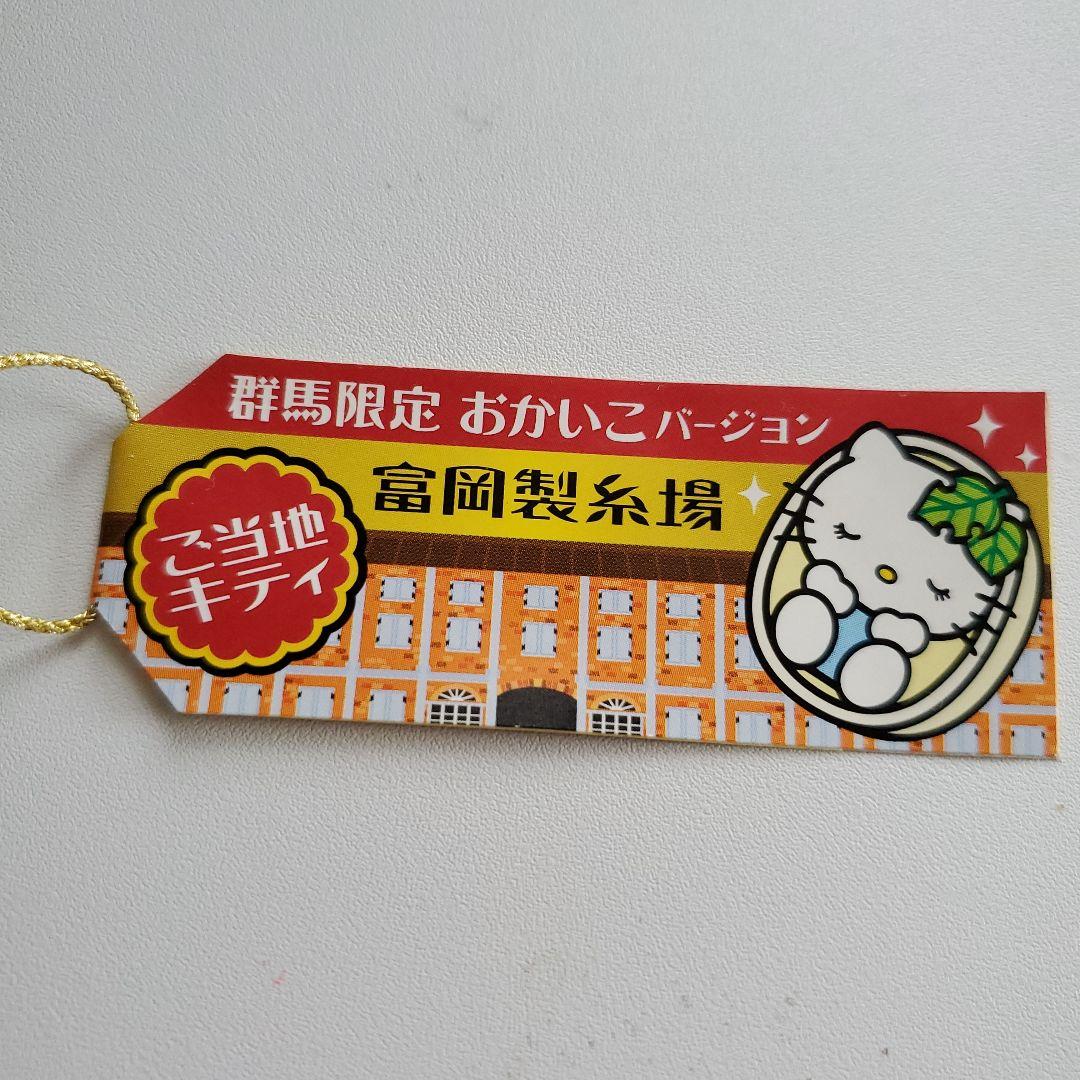 群馬限定 おかいこバージョン
富岡製糸場
ご当地
キティ